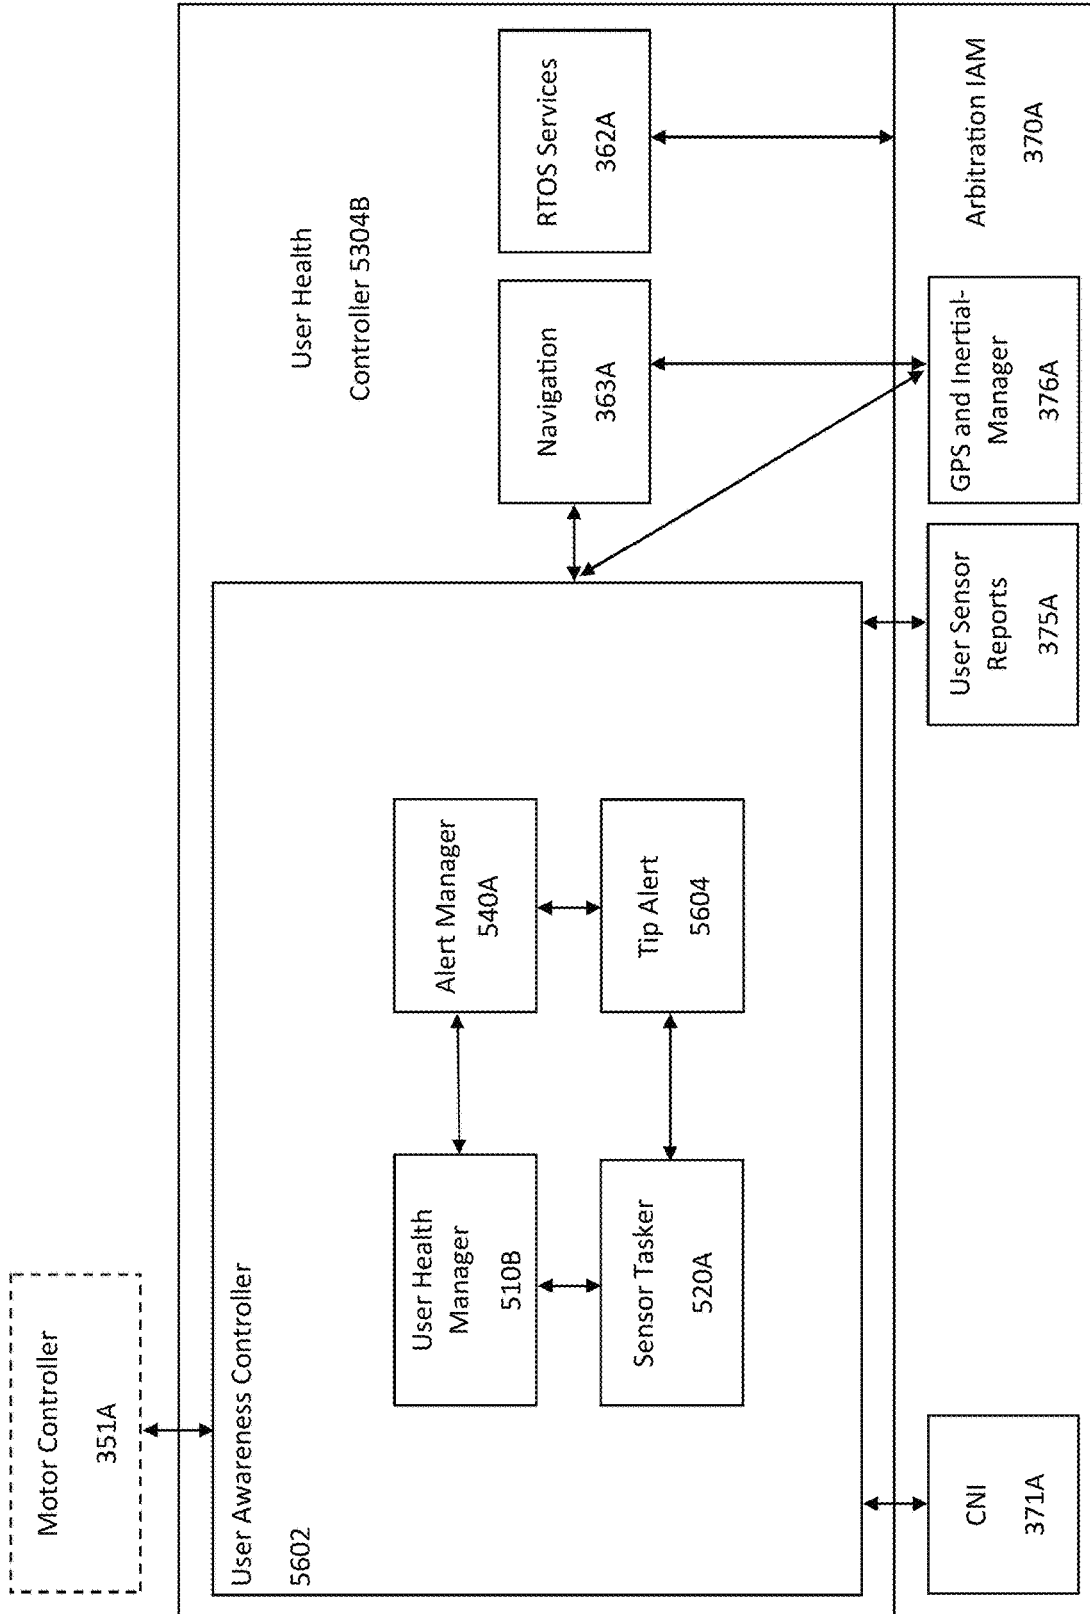 Motor Controller
351A
User Awareness Controller
5602
User Health
Manager
510B
Alert Manager
540A
Sensor Tasker
520A
Tip Alert
5604
User Health
Controller 5304B
Navigation
363A
RTOS Services
362A
CNI
371A
User Sensor
Reports
375A
GPS and Inertial-
Manager
376A
Arbitration IAM
370A